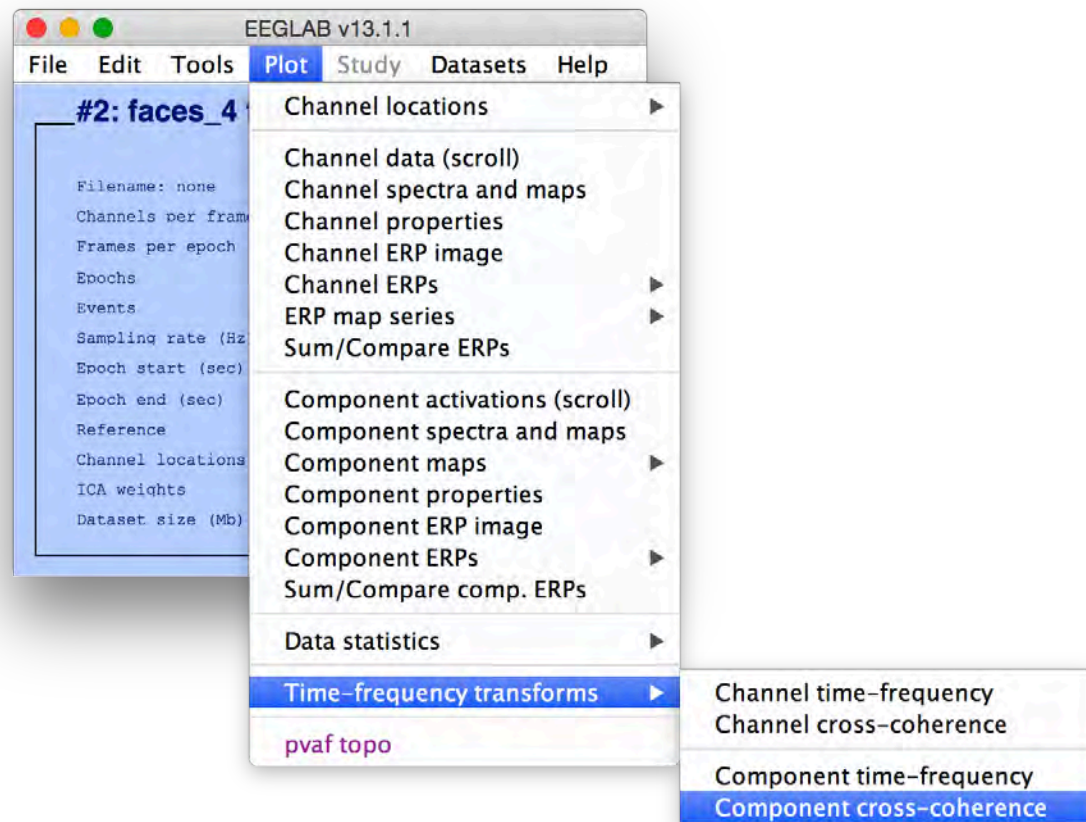 EEGLAB v13.1.1
File Edit Tools Plot Study Datasets Help
#2: faces_4
Filename: none
Channels per frame
Frames per epoch
Epochs
Events
Sampling rate (Hz)
Epoch start (sec)
Epoch end (sec)
Reference
Channel locations
ICA weights
Dataset size (Mb)
Channel locations
Channel data (scroll)
Channel spectra and maps
Channel properties
Channel ERP image
Channel ERPs
ERP map series
Sum/Compare ERPs
Component activations (scroll)
Component spectra and maps
Component maps
Component properties
Component ERP image
Component ERPs
Sum/Compare comp. ERPs
Data statistics
Time-frequency transforms
pvaf topo
Channel time-frequency
Channel cross-coherence
Component time-frequency
Component cross-coherence